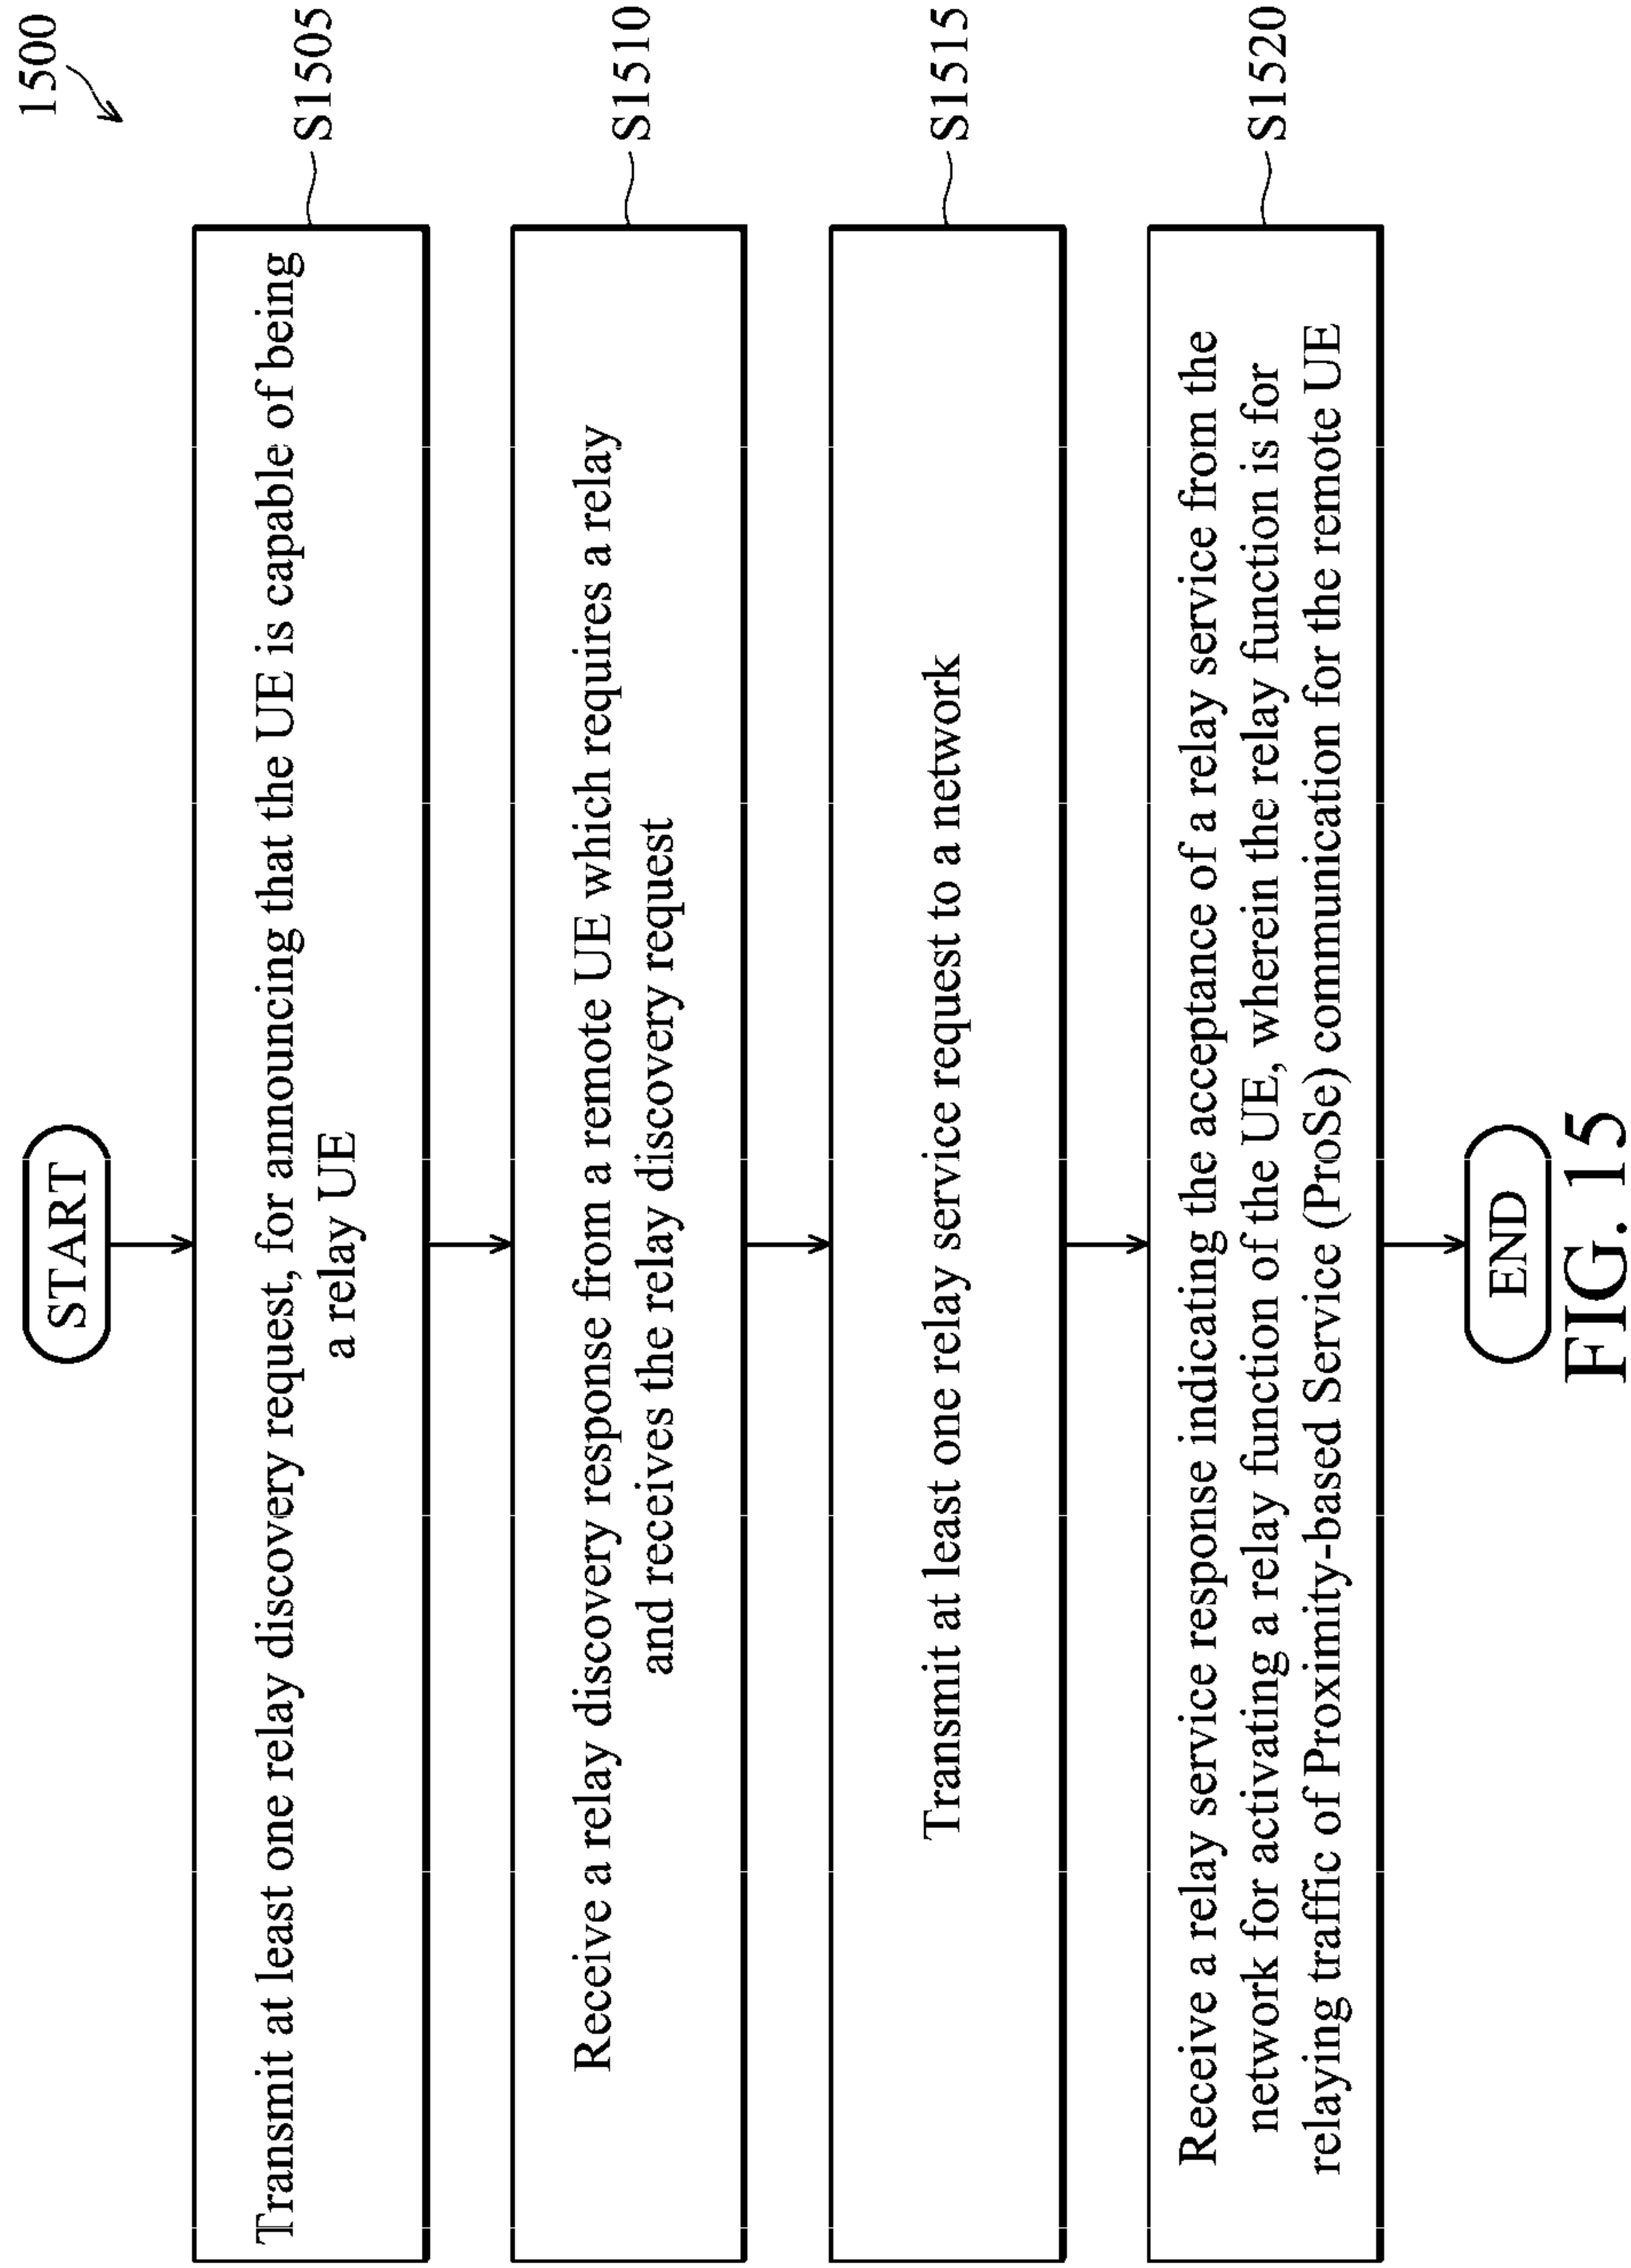 1500
START
Transmit at least one relay discovery request, for announcing that the UE is capable of being
a relay UE
S1505
Receive a relay discovery response from a remote UE which requires a relay
and receives the relay discovery request
S1510
Transmit at least one relay service request to a network
S1515
Receive a relay service response indicating the acceptance of a relay service from the
network for activating a relay function of the UE, wherein the relay function is for
relaying traffic of Proximity-based Service (ProSe) communication for the remote UE
S1520
END
FIG. 15